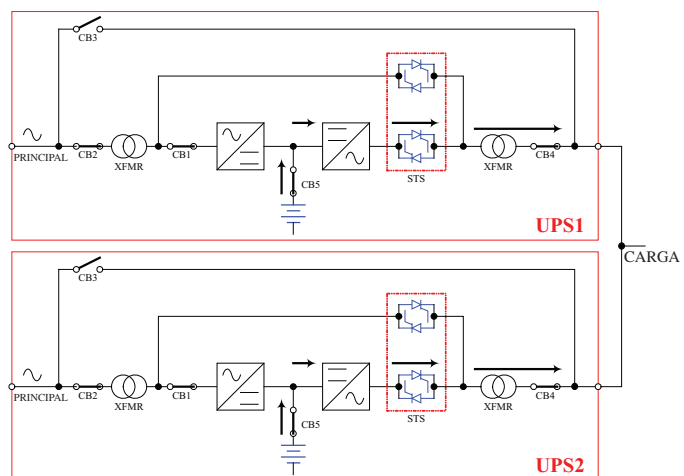 CB3
PRINCIPAL
CB2
XFMR
CB1
CB5
STS
XFMR
CB4
UPS1
CARGA
CB3
PRINCIPAL
CB2
XFMR
CB1
CB5
STS
XFMR
CB4
UPS2